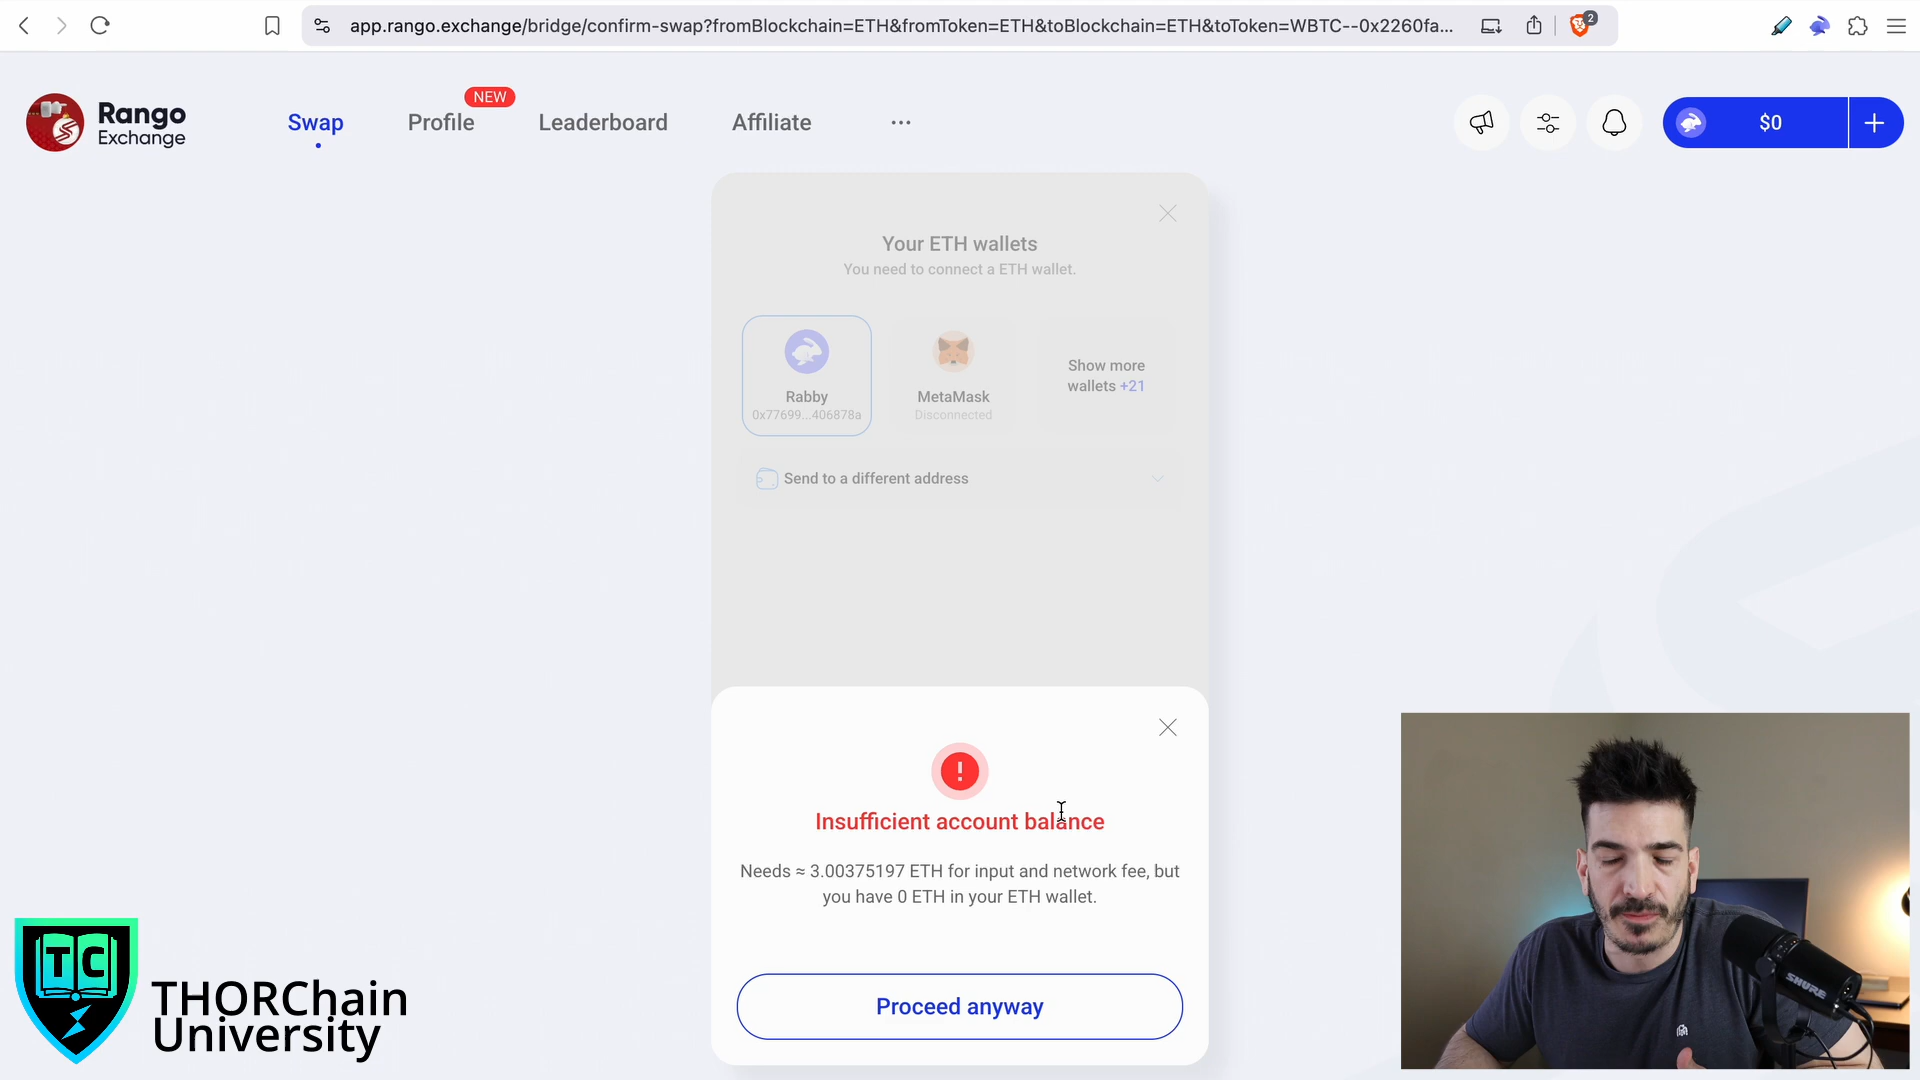 app.rango.exchange/bridge/confirm-swap?fromBlockchain=ETH&fromToken=ETH&toBlockchain=ETH&toToken=WBTC--0x2260fa...
2
Rango
Exchange
Swap
Profile
NEW
Leaderboard
Affiliate
...
$0
Your ETH wallets
You need to connect a ETH wallet.
Rabby
0x77699...406878a
MetaMask
Disconnected
Show more
wallets +21
Send to a different address
!
Insufficient account balance
Needs ≈ 3.00375197 ETH for input and network fee, but
you have 0 ETH in your ETH wallet.
Proceed anyway
TC
THORChain
University
SHURE